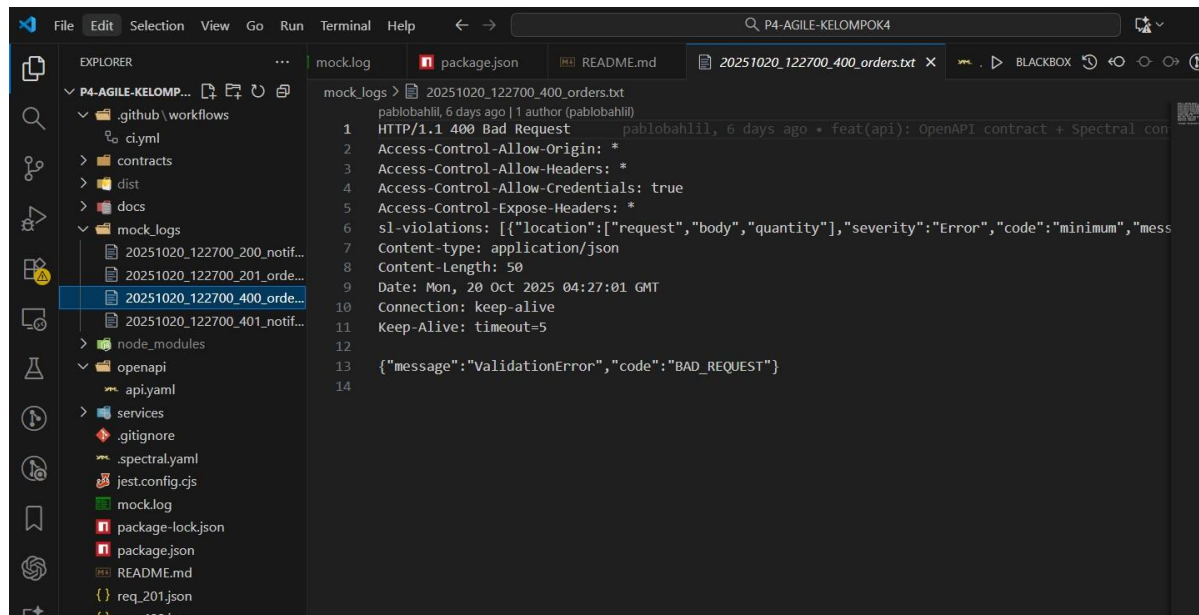 File Edit Selection View Go Run Terminal Help
P4-AGILE-KELOMPOK4
EXPLORER
P4-AGILE-KELOMP...
.github\workflows
ci.yml
contracts
dist
docs
mock_logs
20251020_122700_200_notif...
20251020_122700_201_orde...
20251020_122700_400_orde...
20251020_122700_401_notif...
node_modules
openapi
api.yaml
services
.gitignore
.spectral.yaml
jest.config.cjs
mock.log
package-lock.json
package.json
README.md
req_201.json
mock.log package.json README.md 20251020_122700_400_orders.txt BLACKBOX
mock_logs > 20251020_122700_400_orders.txt
pablobahlil, 6 days ago | 1 author (pablobahlil)
1 HTTP/1.1 400 Bad Request pablobahlil, 6 days ago • feat(api): OpenAPI contract + Spectral con
2 Access-Control-Allow-Origin: *
3 Access-Control-Allow-Headers: *
4 Access-Control-Allow-Credentials: true
5 Access-Control-Expose-Headers: *
6 sl-violations: [{"location":["request","body","quantity"],"severity":"Error","code":"minimum","mess
7 Content-type: application/json
8 Content-Length: 50
9 Date: Mon, 20 Oct 2025 04:27:01 GMT
10 Connection: keep-alive
11 Keep-Alive: timeout=5
12
13 {"message":"ValidationError","code":"BAD_REQUEST"}
14